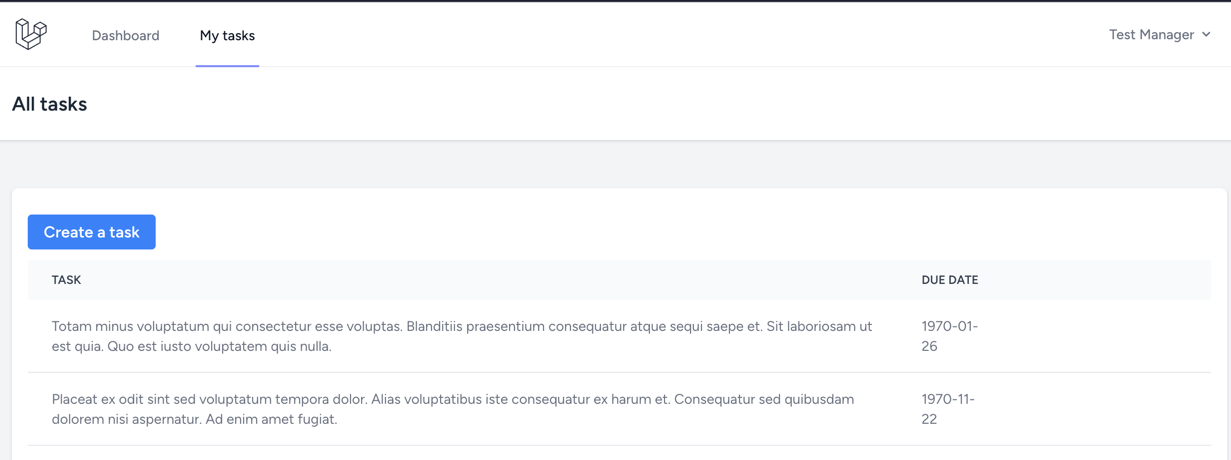 Dashboard My tasks Test Manager
All tasks
Create a task
TASK DUE DATE
Totam minus voluptatum qui consectetur esse voluptas. Blanditiis praesentium consequatur atque sequi saepe et. Sit laboriosam ut 1970-01-
est quia. Quo est iusto voluptatem quis nulla. 26
Placeat ex odit sint sed voluptatum tempora dolor. Alias voluptatibus iste consequatur ex harum et. Consequatur sed quibusdam 1970-11-
dolorem nisi aspernatur. Ad enim amet fugiat. 22